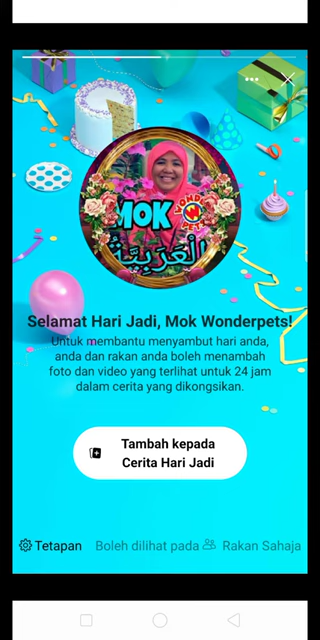 MOK
WONDER
W
PETS
العربية
Selamat Hari Jadi, Mok Wonderpets!
Untuk membantu menyambut hari anda,
anda dan rakan anda boleh menambah
foto dan video yang terlihat untuk 24 jam
dalam cerita yang dikongsikan.
Tambah kepada
Cerita Hari Jadi
Tetapan Boleh dilihat pada Rakan Sahaja